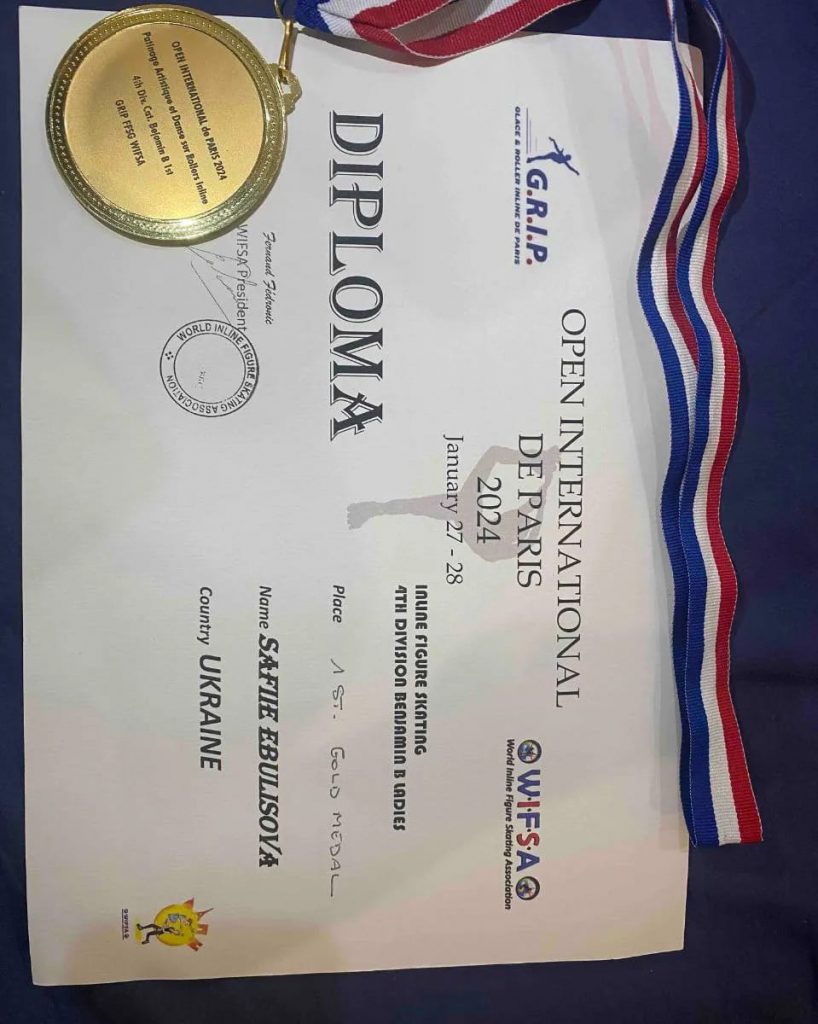 G.R.I.P.
GLACE & ROLLER INLINE DE PARIS
OPEN INTERNATIONAL
DE PARIS
2024
January 27 - 28
W.I.F.S.A
World Inline Figure Skating Association
DIPLOMA
INLINE FIGURE SKATING
4TH DIVISION BENJAMIN B LADIES
Place 1 ST. GOLD MEDAL
Name SAFIIE EBULISOVA
Country UKRAINE
Fernand Fédronic
WIFSA President
WORLD INLINE FIGURE SKATING ASSOCIATION
OPEN INTERNATIONAL de PARIS 2024
Patinage Artistique et Danse sur Rollers Inline
4th Div. Cat. Bejamin B 1st
GRIP FFSG WIFSA